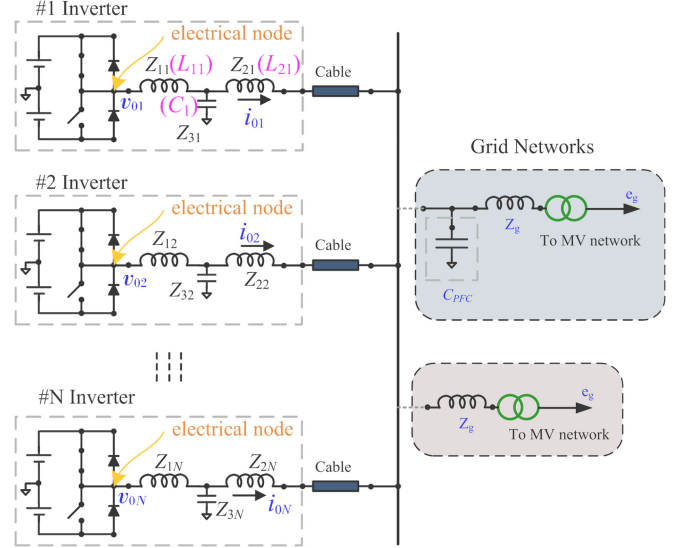 #1 Inverter
electrical node
Z11(L11)
Z21(L21)
Cable
v01
(C1)
i01
Z31
Grid Networks
#2 Inverter
electrical node
Z12
i02
Cable
v02
Z32
Z22
eg
Zg
To MV network
CPFC
#N Inverter
electrical node
Z1N
Z2N
Cable
v0N
Z3N
i0N
eg
Zg
To MV network